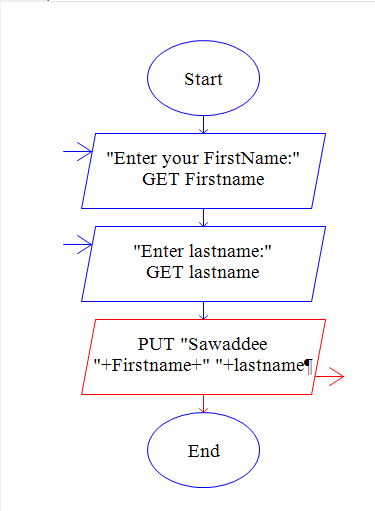 Start
"Enter your FirstName:"
GET Firstname
"Enter lastname:"
GET lastname
PUT "Sawaddee
"+Firstname+" "+lastname¶
End